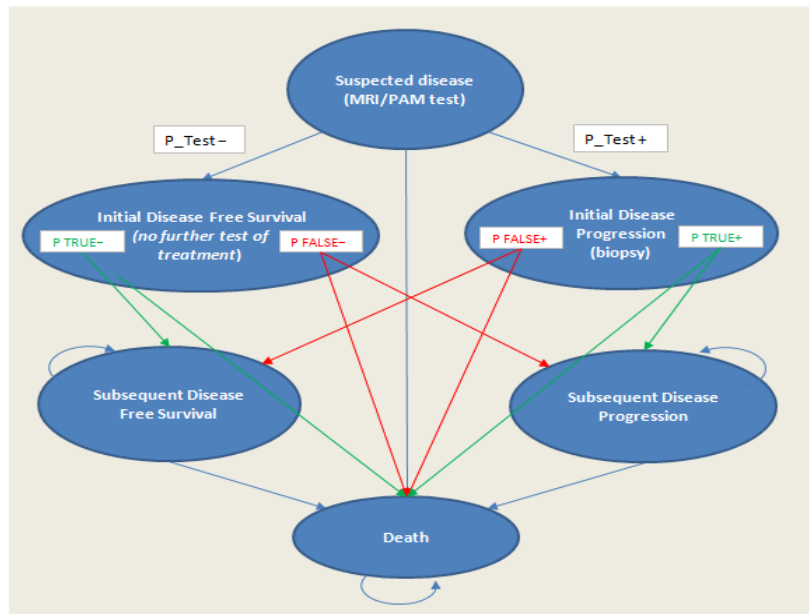 Suspected disease
(MRI/PAM test)
P_Test−
P_Test+
Initial Disease Free Survival
(no further test of
treatment)
P TRUE−
P FALSE−
Initial Disease
Progression
(biopsy)
P FALSE+
P TRUE+
Subsequent Disease
Free Survival
Subsequent Disease
Progression
Death